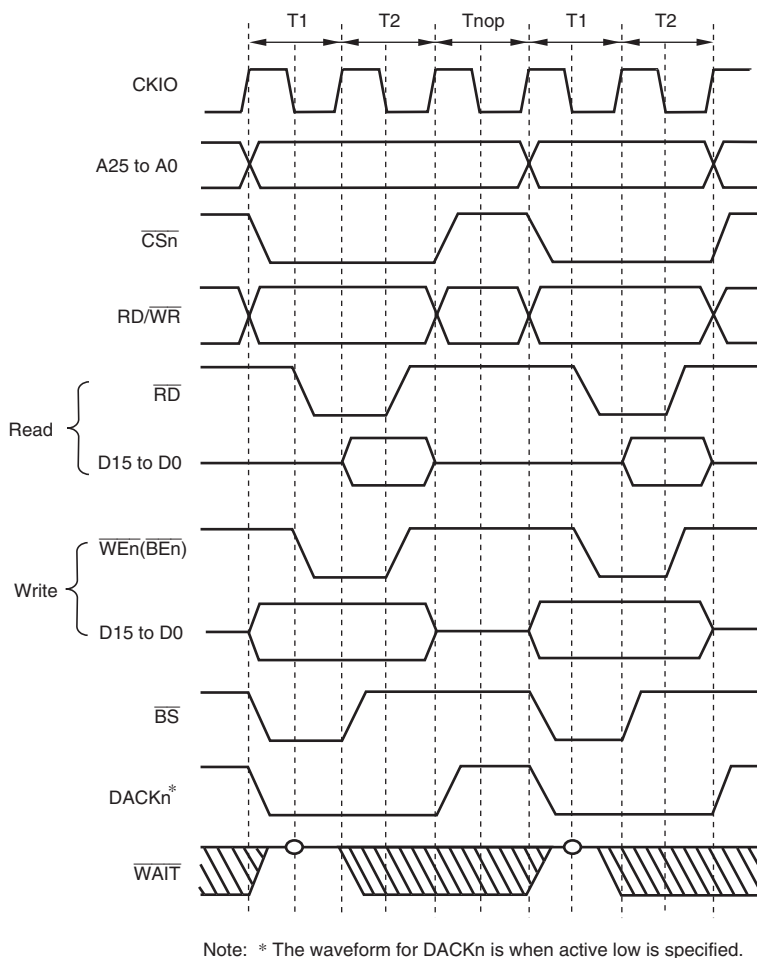 T1 T2 Tnop T1 T2
CKIO
A25 to A0
CSn
RD/WR
RD
Read
D15 to D0
WEn(BEn)
Write
D15 to D0
BS
DACKn*
WAIT
Note: * The waveform for DACKn is when active low is specified.